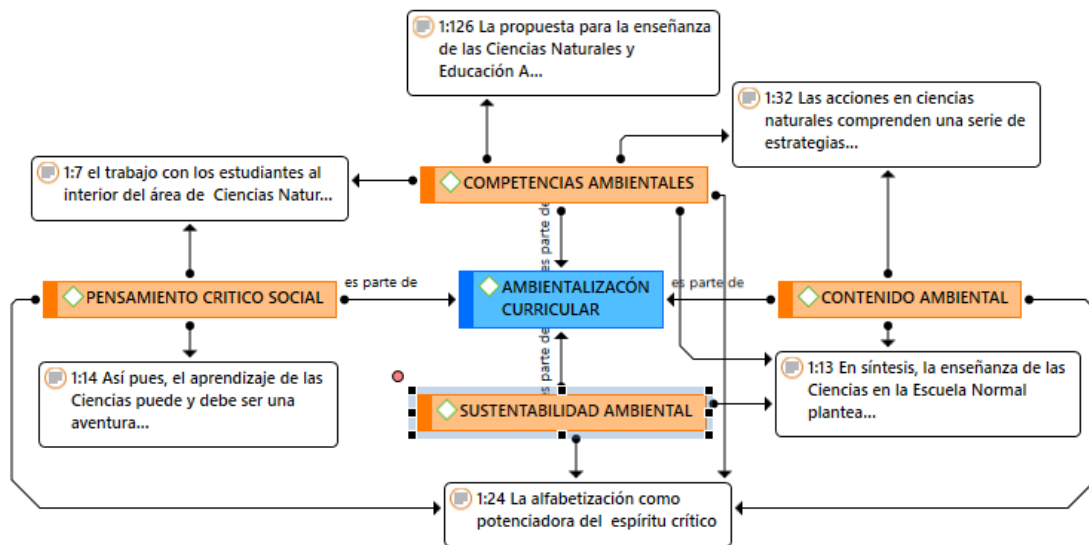 1:126 La propuesta para la enseñanza
de las Ciencias Naturales y
Educación A...
1:32 Las acciones en ciencias
naturales comprenden una serie de
estrategias...
1:7 el trabajo con los estudiantes al
interior del área de Ciencias Natur...
COMPETENCIAS AMBIENTALES
es parte de
PENSAMIENTO CRITICO SOCIAL
es parte de
AMBIENTALIZACÓN
CURRICULAR
es parte de
CONTENIDO AMBIENTAL
es parte de
1:14 Así pues, el aprendizaje de las
Ciencias puede y debe ser una
aventura...
SUSTENTABILIDAD AMBIENTAL
1:13 En síntesis, la enseñanza de las
Ciencias en la Escuela Normal
plantea...
1:24 La alfabetización como
potenciadora del espíritu crítico